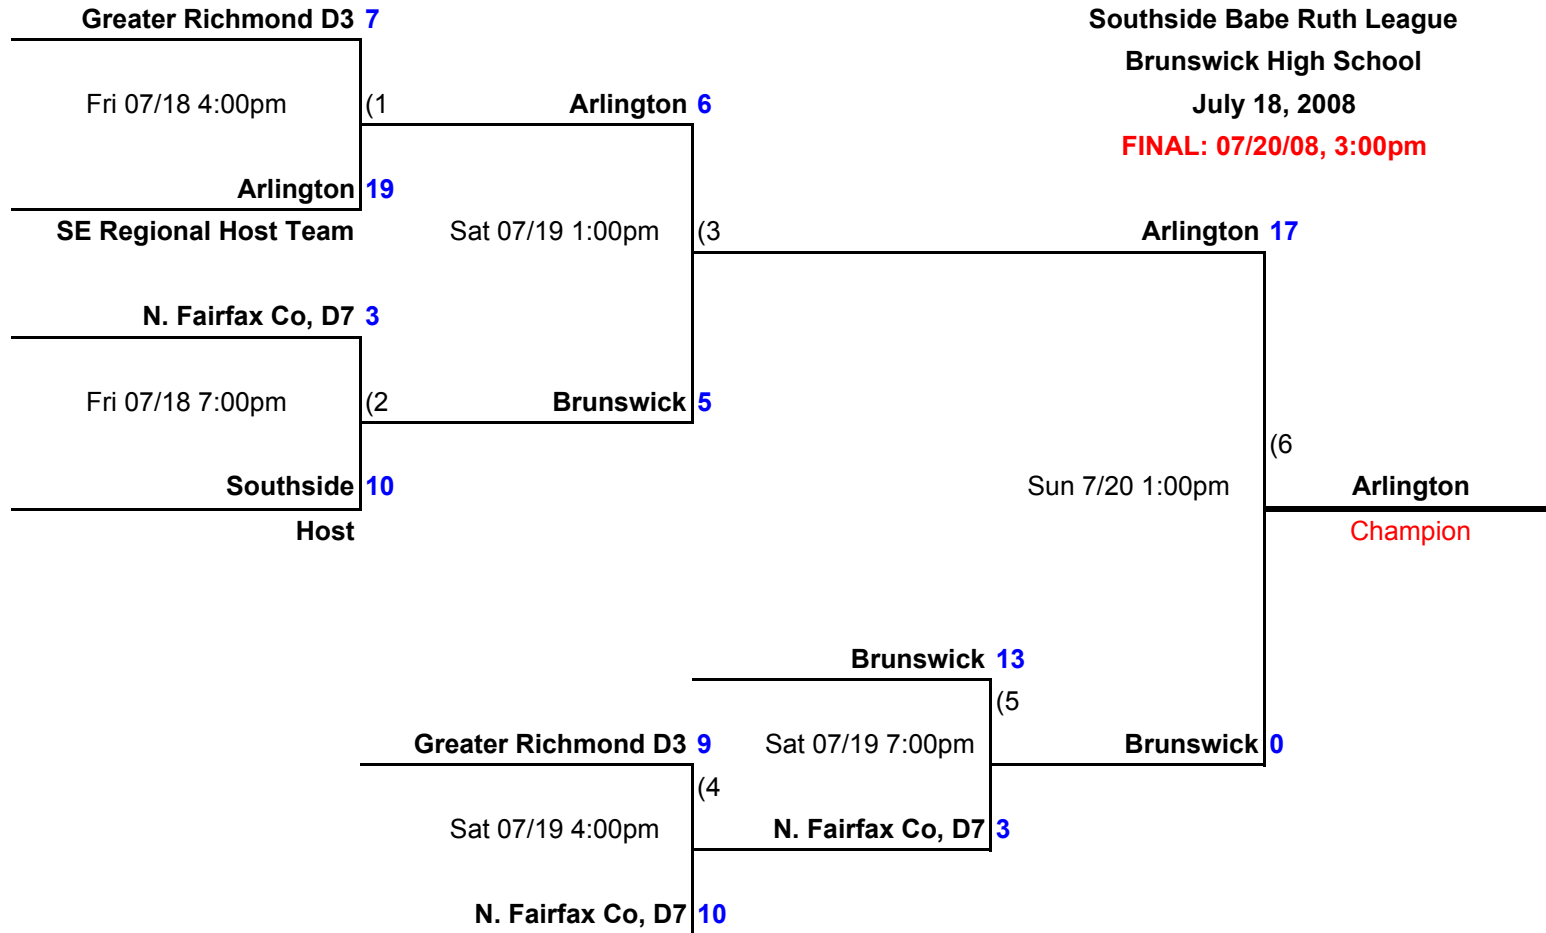 Greater Richmond D3 7
Southside Babe Ruth League
Brunswick High School
Fri 07/18 4:00pm (1 Arlington 6
July 18, 2008
FINAL: 07/20/08, 3:00pm
Arlington 19
SE Regional Host Team
Sat 07/19 1:00pm (3
Arlington 17
N. Fairfax Co, D7 3
Fri 07/18 7:00pm (2 Brunswick 5
(6
Southside 10
Sun 7/20 1:00pm
Arlington
Host
Champion
Brunswick 13
(5
Greater Richmond D3 9
Sat 07/19 7:00pm
Brunswick 0
(4
Sat 07/19 4:00pm
N. Fairfax Co, D7 3
N. Fairfax Co, D7 10